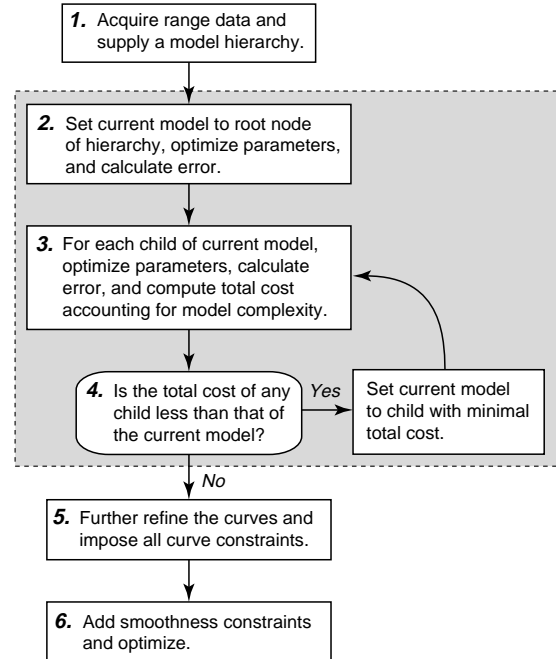 1. Acquire range data and
supply a model hierarchy.
2. Set current model to root node
of hierarchy, optimize parameters,
and calculate error.
3. For each child of current model,
optimize parameters, calculate
error, and compute total cost
accounting for model complexity.
4. Is the total cost of any
child less than that of
the current model?
Yes
Set current model
to child with minimal
total cost.
No
5. Further refine the curves and
impose all curve constraints.
6. Add smoothness constraints
and optimize.